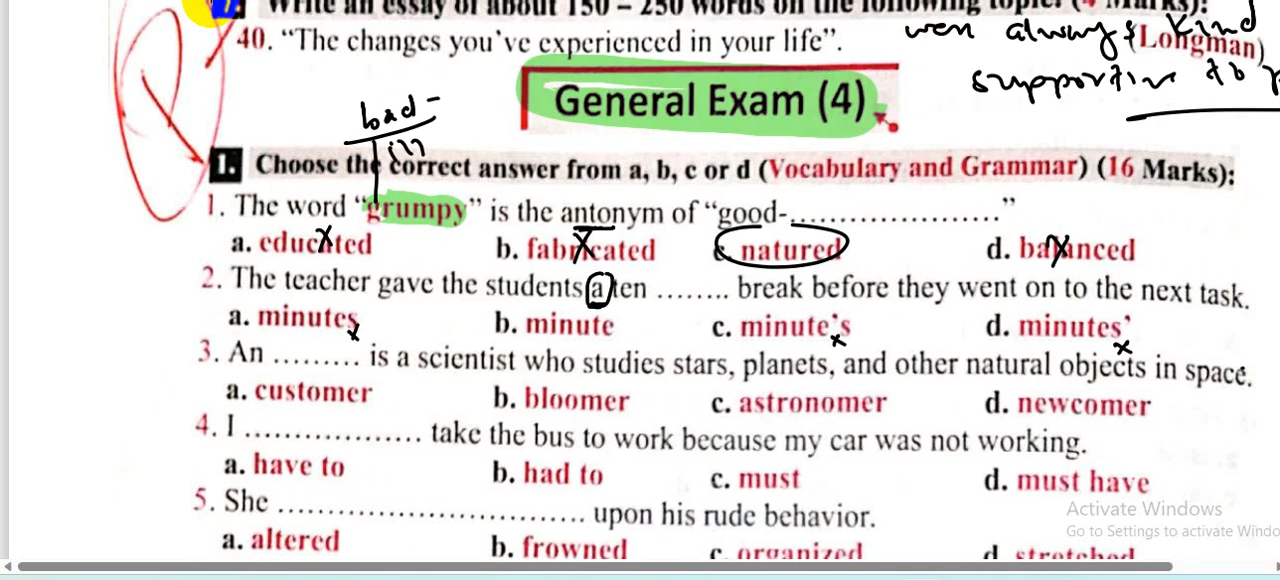 Write an essay of about 150 – 250 words on the following topic: (4 Marks):
40. “The changes you’ve experienced in your life”. (Longman)
were always kind
supportive to
General Exam (4)
bad-
ill
1. Choose the correct answer from a, b, c or d (Vocabulary and Grammar) (16 Marks):
1. The word “grumpy” is the antonym of “good-.....................”
a. educated b. fabricated c. natured d. balanced
2. The teacher gave the students a ten ........ break before they went on to the next task.
a. minutes b. minute c. minute’s d. minutes’
3. An ......... is a scientist who studies stars, planets, and other natural objects in space.
a. customer b. bloomer c. astronomer d. newcomer
4. I .................. take the bus to work because my car was not working.
a. have to b. had to c. must d. must have
5. She ............................... upon his rude behavior.
a. altered b. frowned c. organized d. stretched
Activate Windows
Go to Settings to activate Windo